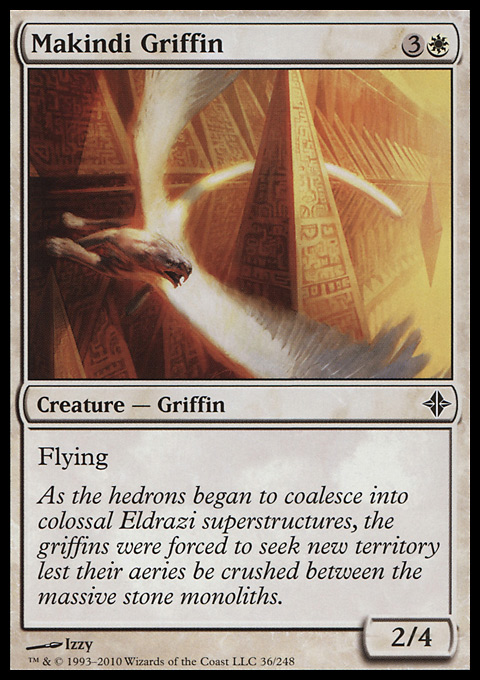 Makindi Griffin 3
Creature — Griffin
Flying
As the hedrons began to coalesce into
colossal Eldrazi superstructures, the
griffins were forced to seek new territory
lest their aeries be crushed between the
massive stone monoliths.
2/4
Izzy
™ & © 1993–2010 Wizards of the Coast LLC 36/248